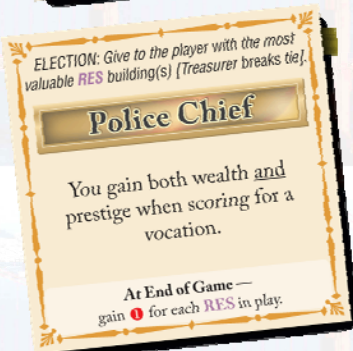 ELECTION: Give to the player with the most
valuable RES building(s) [Treasurer breaks tie].
Police Chief
You gain both wealth and
prestige when scoring for a
vocation.
At End of Game —
gain 1 for each RES in play.